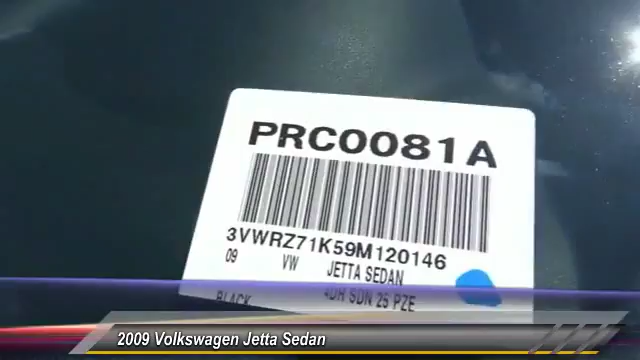 PRC0081A
3VWRZ71K59M120146
09 VW JETTA SEDAN
4DR SDN 25 PZE
BLACK
2009 Volkswagen Jetta Sedan